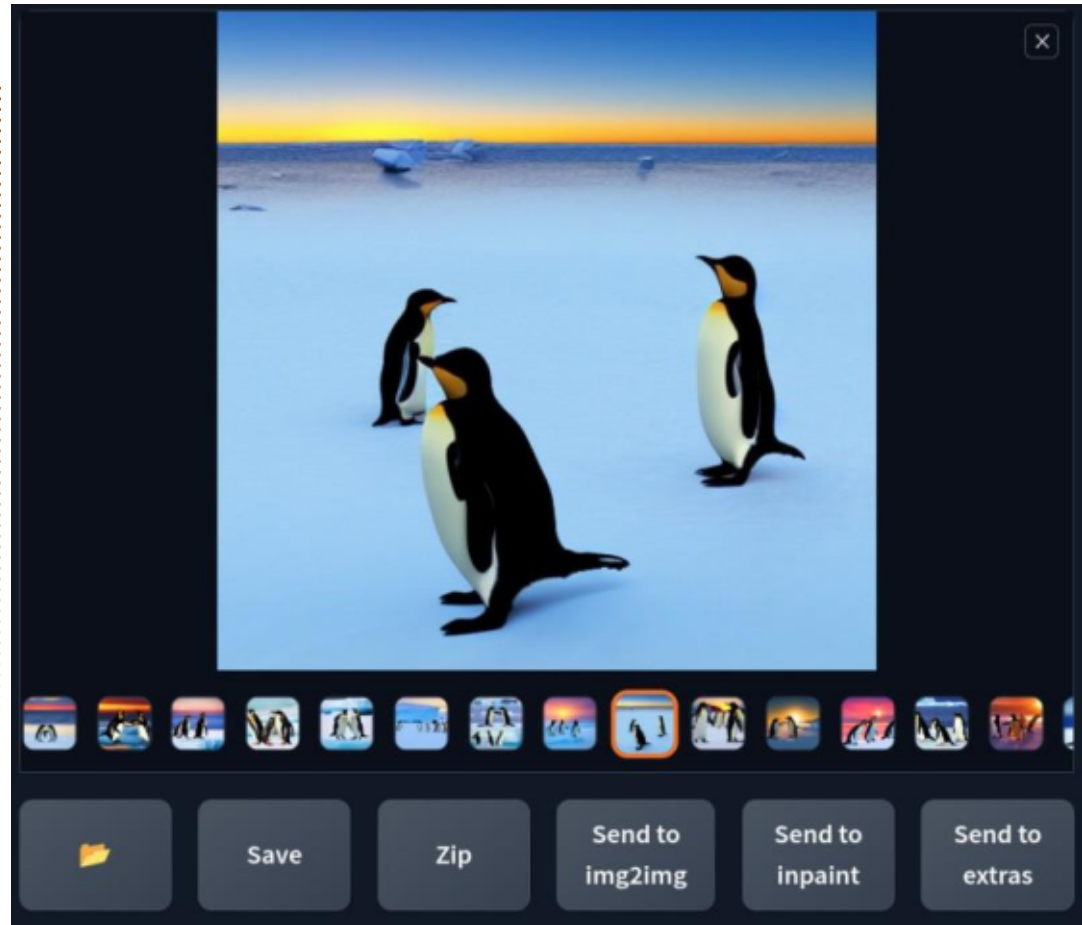 Save
Zip
Send to
img2img
Send to
inpaint
Send to
extras